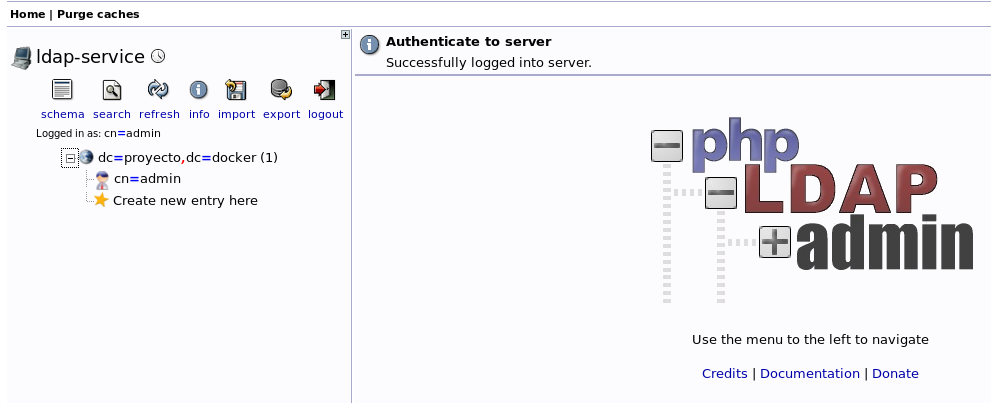 Home | Purge caches
ldap-service
schema search refresh info import export logout
Logged in as: cn=admin
dc=proyecto,dc=docker (1)
cn=admin
Create new entry here
Authenticate to server
Successfully logged into server.
php
LDAP
admin
Use the menu to the left to navigate
Credits | Documentation | Donate